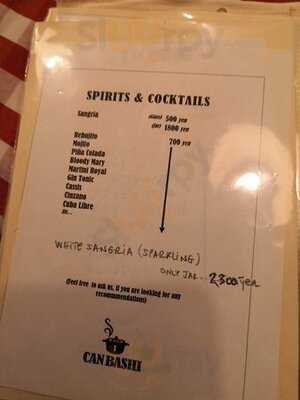 SPIRITS & COCKTAILS
Sangria (Glass) 500 yen
(Jar) 1800 yen
Rebujito 700 yen
Mojito
Piña Colada
Bloody Mary
Martini Royal
Gin Tonic
Cassis
Cinzano
Cuba Libre
WHITE SANGRIA (SPARKLING)
ONLY JAR... 2300 yen
(Feel free to ask us, if you are looking for any
recommendations)
CAN BASHI